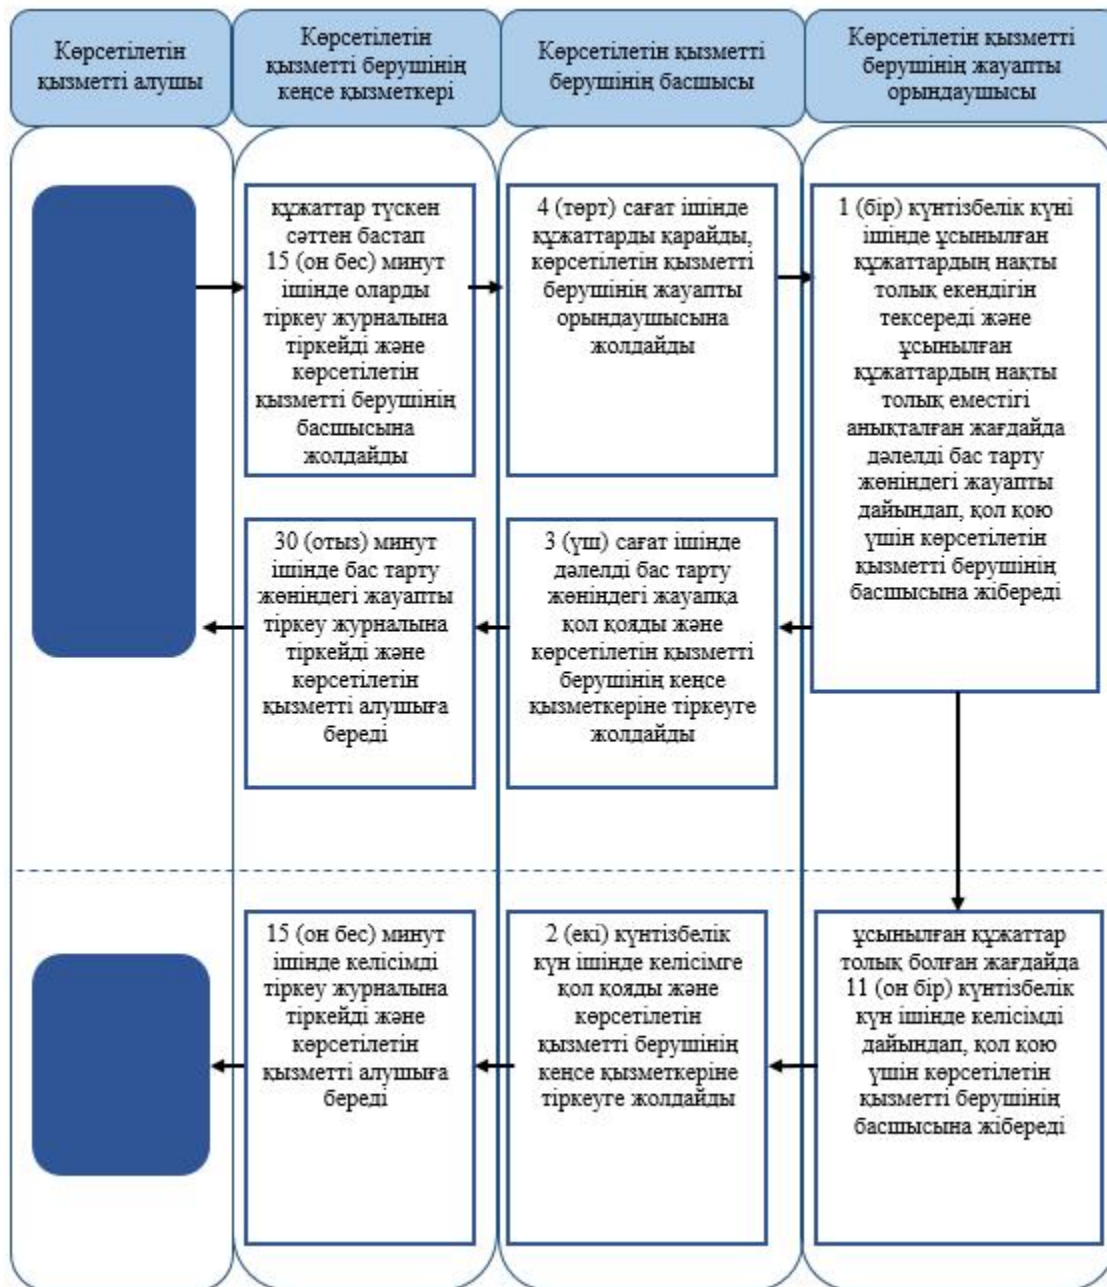 Көрсетілетін
қызметті алушы
Көрсетілетін
қызметті берушінің
кеңсе қызметкері
Көрсетілетін қызметті
берушінің басшысы
Көрсетілетін қызметті
берушінің жауапты
орындаушысы
құжаттар түскен
сәттен бастап
15 (он бес) минут
ішінде оларды
тіркеу журналына
тіркейді және
көрсетілетін
қызметті берушінің
басшысына
жолдайды
4 (төрт) сағат ішінде
құжаттарды қарайды,
көрсетілетін қызметті
берушінің жауапты
орындаушысына
жолдайды
1 (бір) күнтізбелік күні
ішінде ұсынылған
құжаттардың нақты
толық екендігін
тексереді және
ұсынылған
құжаттардың нақты
толық еместігі
анықталған жағдайда
дәлелді бас тарту
жөніндегі жауапты
дайындап, қол қою
үшін көрсетілетін
қызметті берушінің
басшысына жібереді
30 (отыз) минут
ішінде бас тарту
жөніндегі жауапты
тіркеу журналына
тіркейді және
көрсетілетін
қызметті алушыға
береді
3 (үш) сағат ішінде
дәлелді бас тарту
жөніндегі жауапқа
қол қояды және
көрсетілетін қызметті
берушінің кеңсе
қызметкеріне тіркеуге
жолдайды
15 (он бес) минут
ішінде келісімді
тіркеу журналына
тіркейді және
көрсетілетін
қызметті алушыға
береді
2 (екі) күнтізбелік
күн ішінде келісімге
қол қояды және
көрсетілетін
қызметті берушінің
кеңсе қызметкеріне
тіркеуге жолдайды
ұсынылған құжаттар
толық болған жағдайда
11 (он бір) күнтізбелік
күн ішінде келісімді
дайындап, қол қою
үшін көрсетілетін
қызметті берушінің
басшысына жібереді